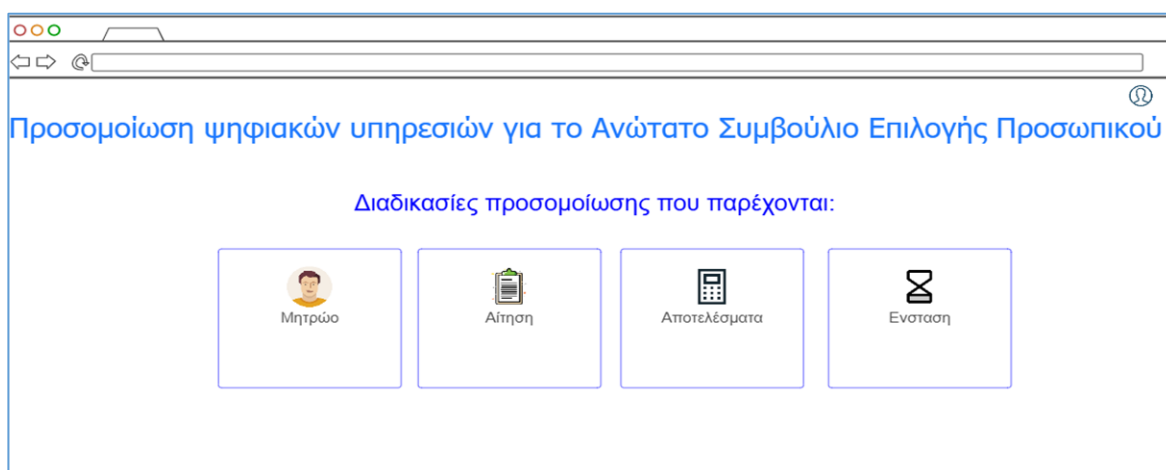 Προσομοίωση ψηφιακών υπηρεσιών για το Ανώτατο Συμβούλιο Επιλογής Προσωπικού
Διαδικασίες προσομοίωσης που παρέχονται:
Μητρώο
Αίτηση
Αποτελέσματα
Ενσταση